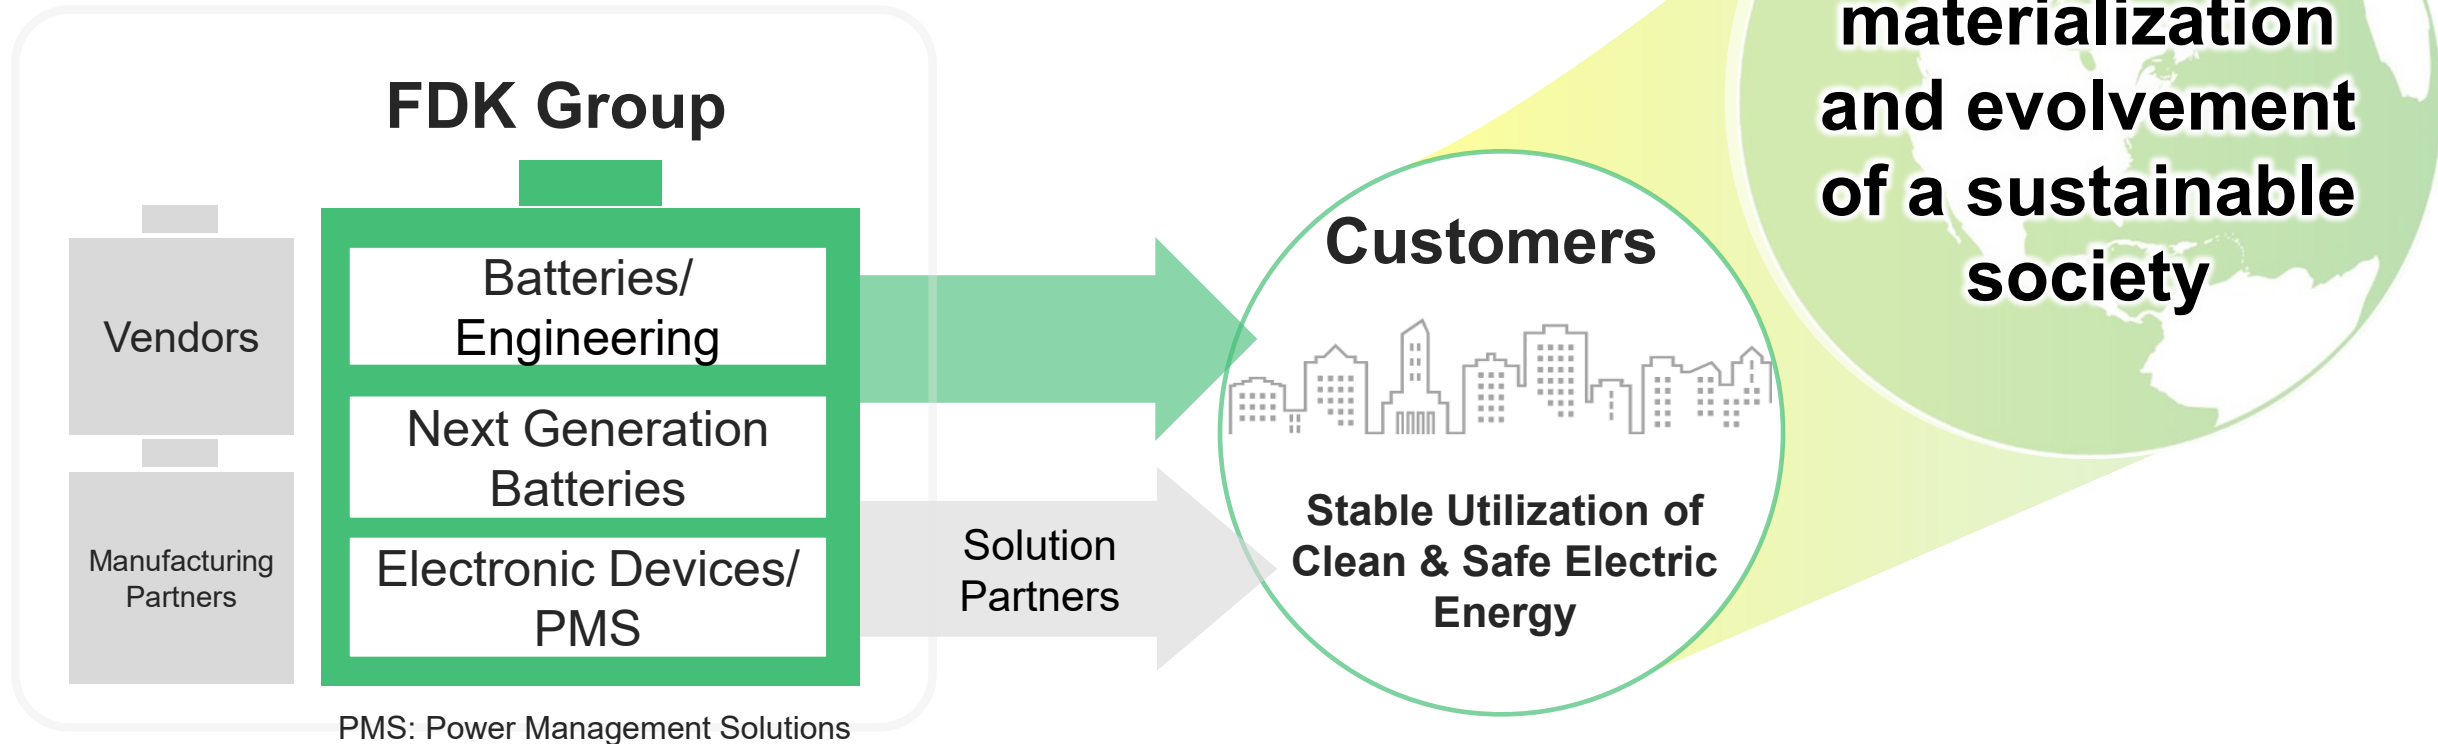 FDK Group
Vendors
Manufacturing
Partners
Batteries/
Engineering
Next Generation
Batteries
Electronic Devices/
PMS
PMS: Power Management Solutions
Solution
Partners
Customers
Stable Utilization of
Clean & Safe Electric
Energy
materialization
and evolvement
of a sustainable
society